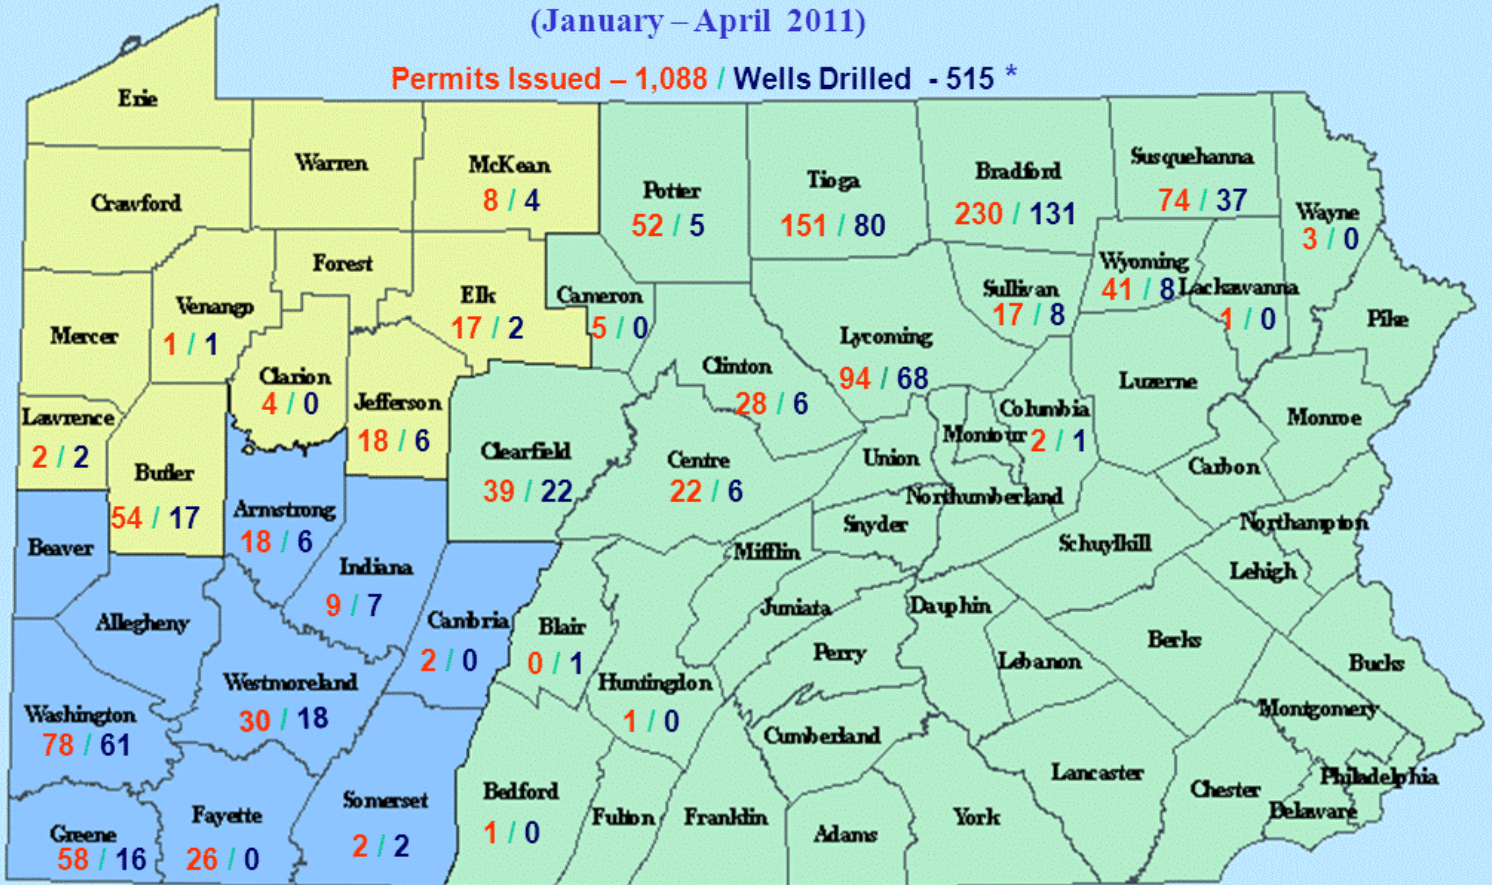 (January – April 2011)
Permits Issued – 1,088 / Wells Drilled - 515 *
Erie
Warren
McKean
8 / 4
Potter
52 / 5
Tioga
151 / 80
Bradford
230 / 131
Susquehanna
74 / 37
Wayne
3 / 0
Crawford
Forest
Venango
1 / 1
Elk
17 / 2
Cameron
5 / 0
Sullivan
17 / 8
Wyoming
41 / 8
Lackawanna
1 / 0
Pike
Mercer
Clarion
4 / 0
Jefferson
18 / 6
Clinton
28 / 6
Lycoming
94 / 68
Luzerne
Columbia
2 / 1
Montour
Monroe
Lawrence
2 / 2
Butler
54 / 17
Clearfield
39 / 22
Centre
22 / 6
Union
Carbon
Northumberland
Snyder
Northampton
Armstrong
18 / 6
Beaver
Indiana
9 / 7
Mifflin
Schuylkill
Lehigh
Allegheny
Cambria
2 / 0
Blair
0 / 1
Juniata
Dauphin
Perry
Lebanon
Berks
Bucks
Westmoreland
30 / 18
Huntingdon
1 / 0
Washington
78 / 61
Cumberland
Montgomery
Lancaster
Chester
Philadelphia
Delaware
Somerset
2 / 2
Bedford
1 / 0
Fayette
26 / 0
Greene
58 / 16
Fulton
Franklin
Adams
York